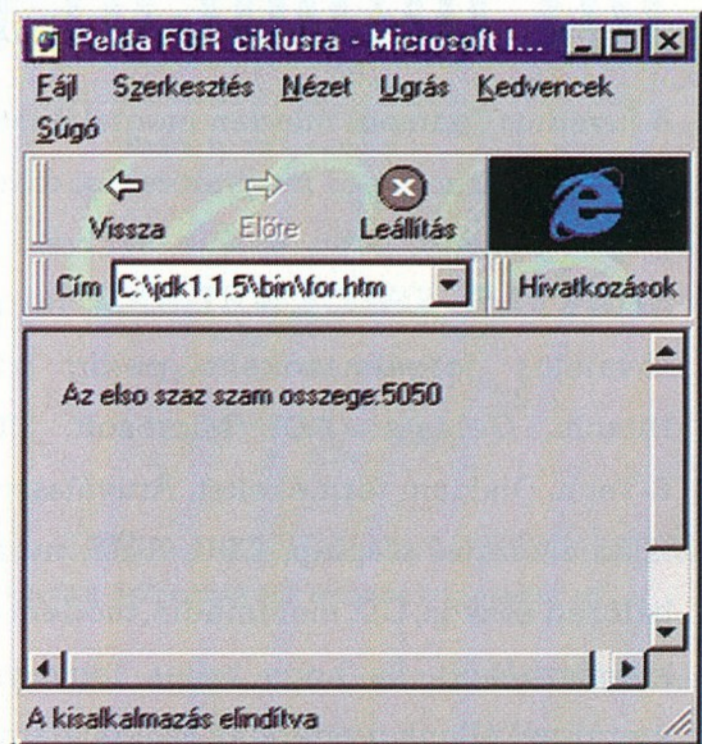 Pelda FOR ciklusra - Microsoft I...
Fájl Szerkesztés Nézet Ugrás Kedvencek
Súgó
Vissza Előre Leállítás
Cím C:\jdk1.1.5\bin\for.htm Hivatkozások
Az elso szaz szam osszege:5050
A kisalkalmazás elindítva